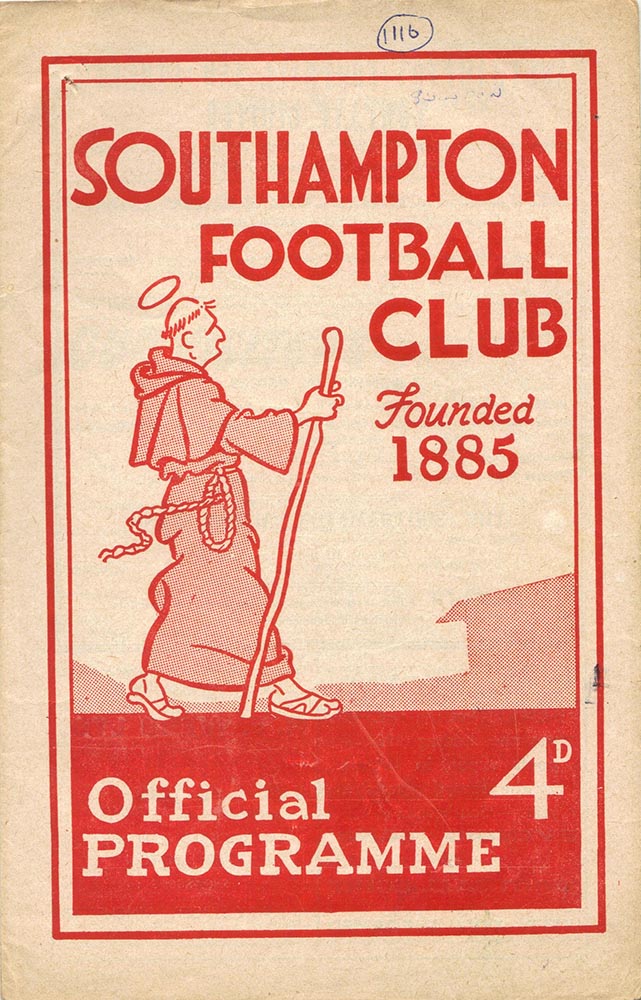 1116
SOUTHAMPTON
FOOTBALL
CLUB
Founded
1885
4D
Official
PROGRAMME